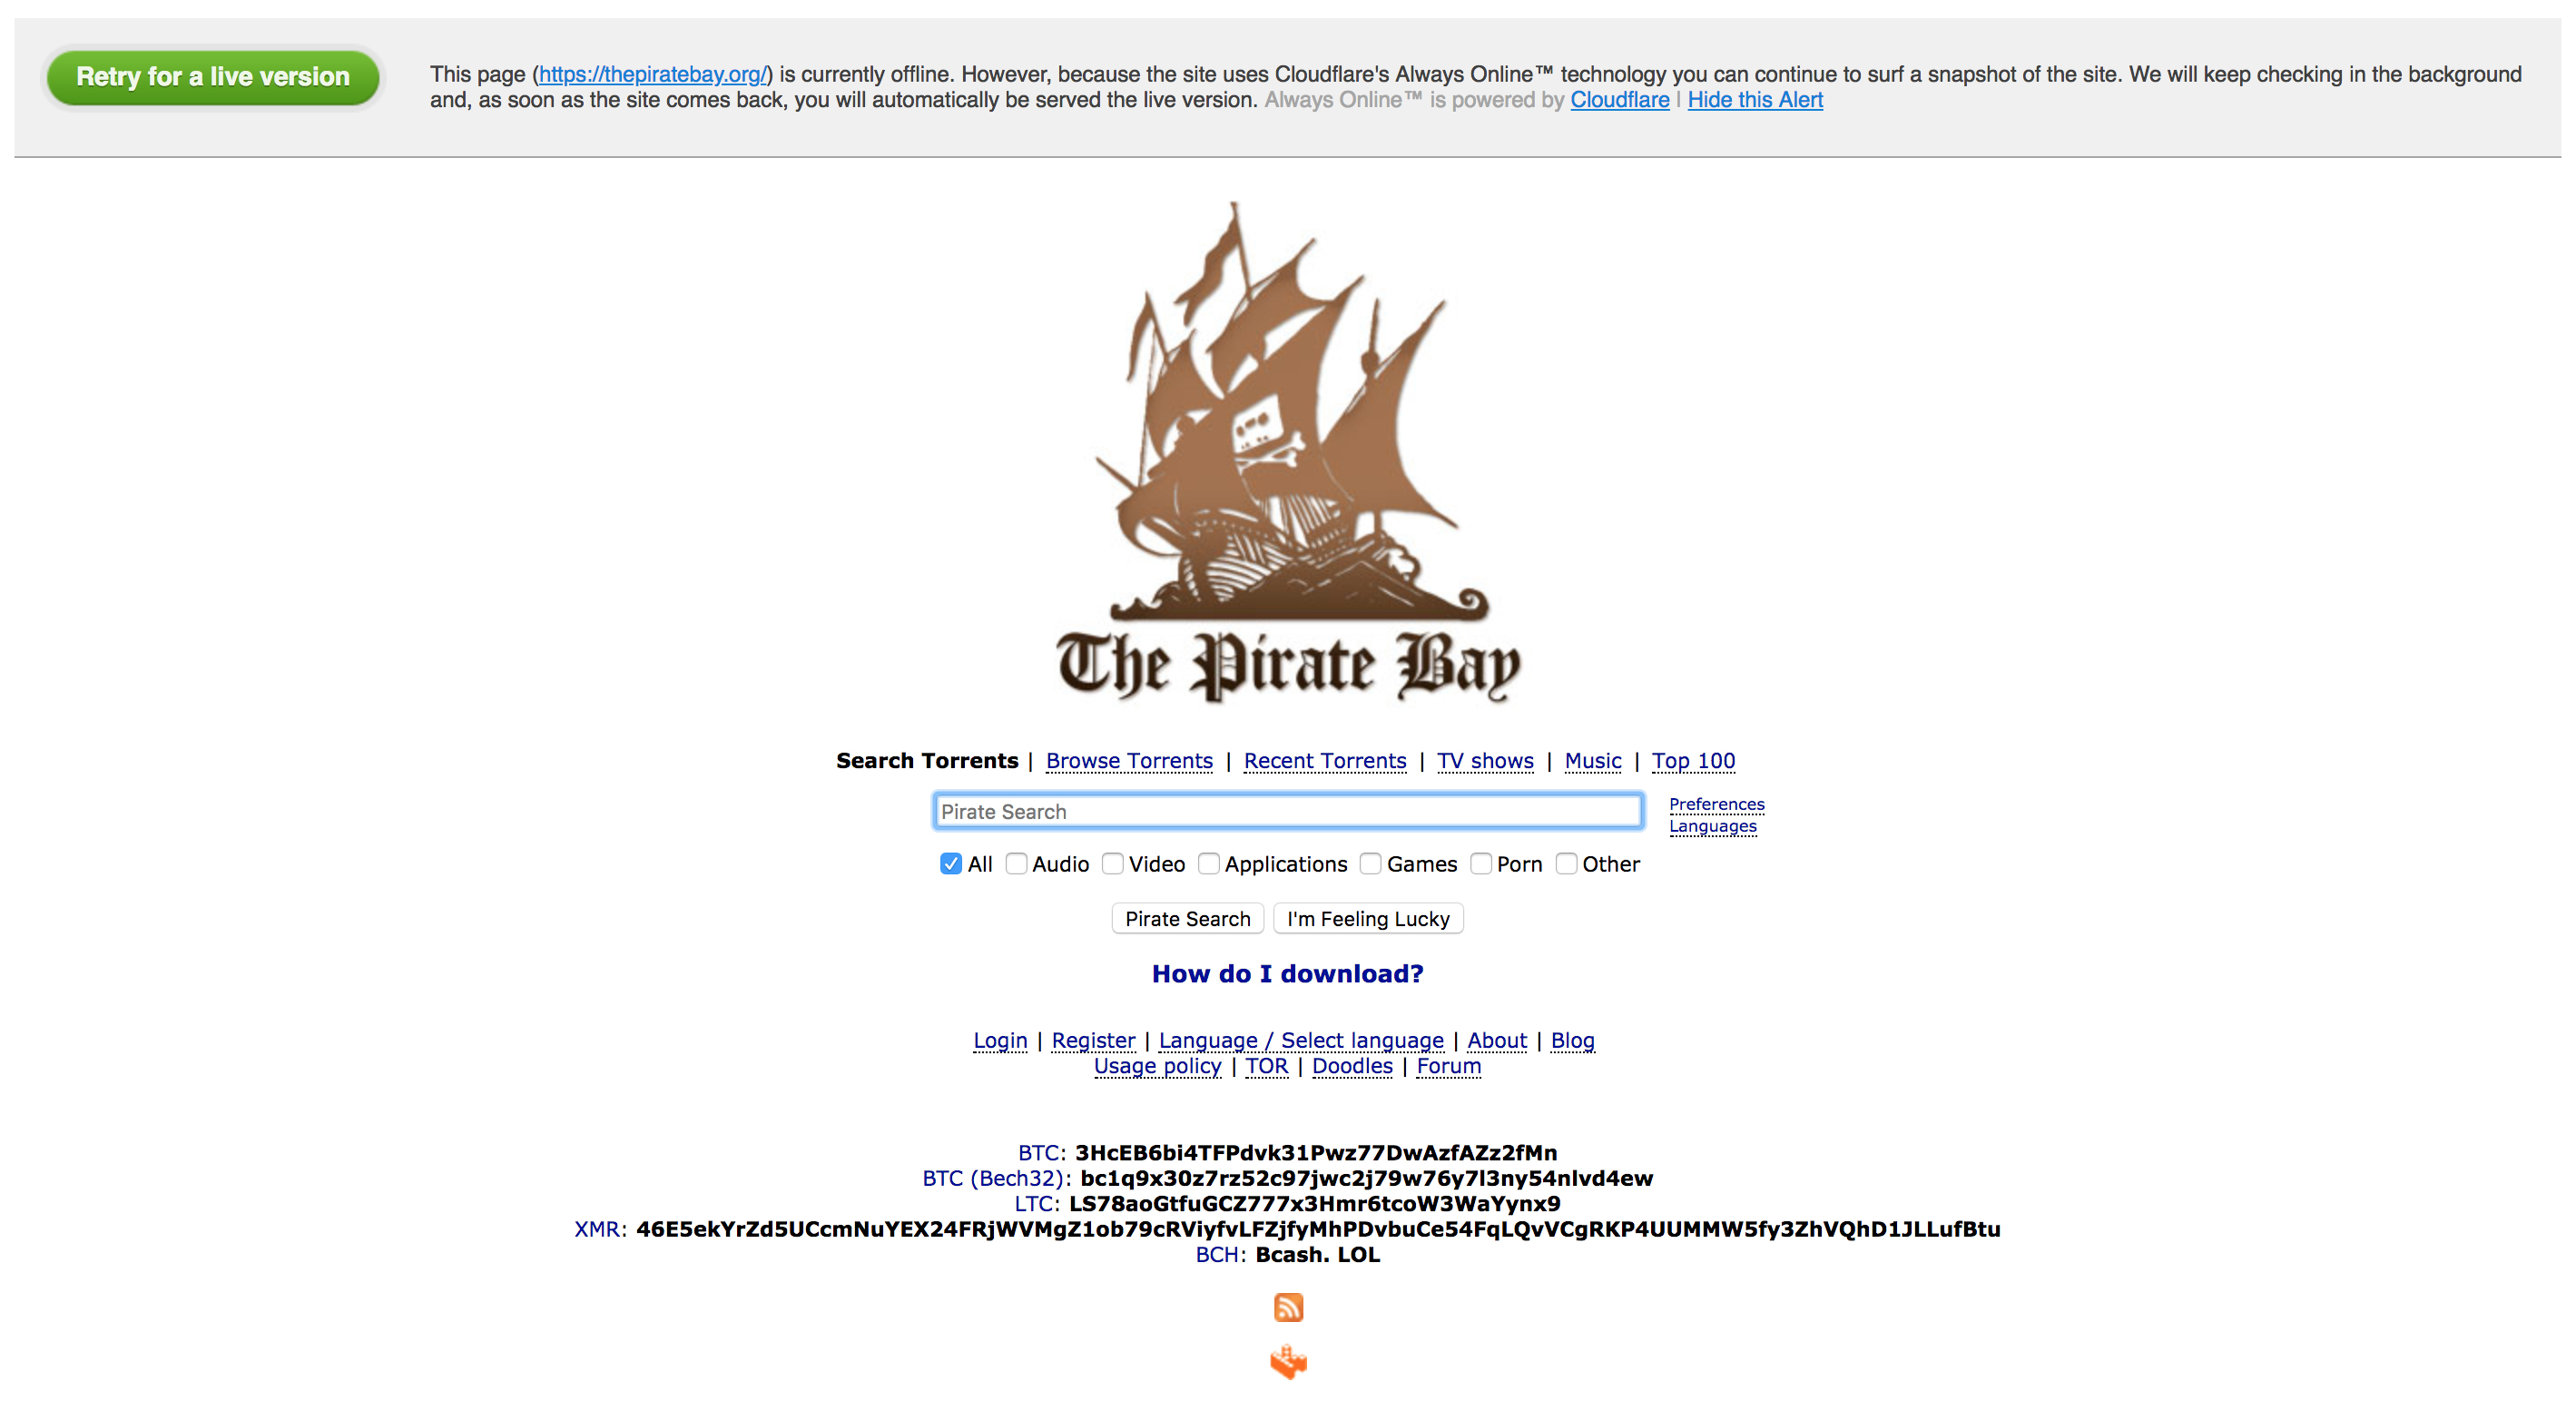 Retry for a live version
This page (https://thepiratebay.org/) is currently offline. However, because the site uses Cloudflare's Always Online™ technology you can continue to surf a snapshot of the site. We will keep checking in the background
and, as soon as the site comes back, you will automatically be served the live version. Always Online™ is powered by Cloudflare | Hide this Alert
The Pirate Bay
Search Torrents | Browse Torrents | Recent Torrents | TV shows | Music | Top 100
Pirate Search
Preferences
Languages
All Audio Video Applications Games Porn Other
Pirate Search I'm Feeling Lucky
How do I download?
Login | Register | Language / Select language | About | Blog
Usage policy | TOR | Doodles | Forum
BTC: 3HcEB6bi4TFPdvk31Pwz77DwAzfAZz2fMn
BTC (Bech32): bc1q9x30z7rz52c97jwc2j79w76y7l3ny54nlvd4ew
LTC: LS78aoGtfuGCZ777x3Hmr6tcoW3WaYynx9
XMR: 46E5ekYrZd5UCcmNuYEX24FRjWVMgZ1ob79cRViyfvLFZjfyMhPDvbuCe54FqLQvVCgRKP4UUMMW5fy3ZhVQhD1JLLufBtu
BCH: Bcash. LOL